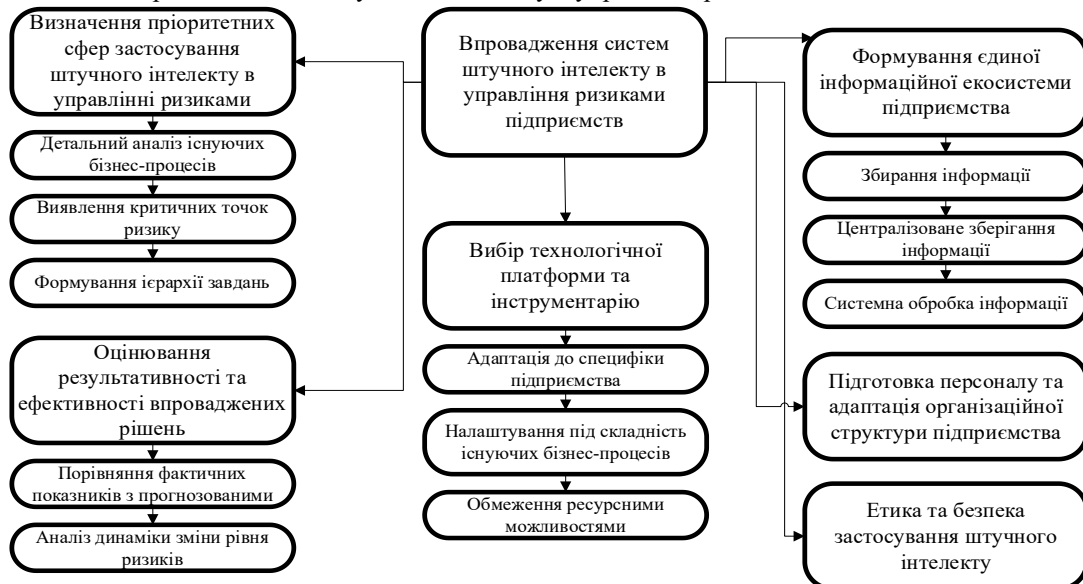 Визначення пріоритетних
сфер застосування
штучного інтелекту в
управлінні ризиками
Детальний аналіз існуючих
бізнес-процесів
Виявлення критичних точок
ризику
Формування ієрархії завдань
Оцінювання
результативності та
ефективності впроваджених
рішень
Порівняння фактичних
показників з прогнозованими
Аналіз динаміки зміни рівня
ризиків
Впровадження систем
штучного інтелекту в
управління ризиками
підприємств
Вибір технологічної
платформи та
інструментарію
Адаптація до специфіки
підприємства
Налаштування під складність
існуючих бізнес-процесів
Обмеження ресурсними
можливостями
Формування єдиної
інформаційної екосистеми
підприємства
Збирання інформації
Централізоване зберігання
інформації
Системна обробка інформації
Підготовка персоналу та
адаптація організаційної
структури підприємства
Етика та безпека
застосування штучного
інтелекту